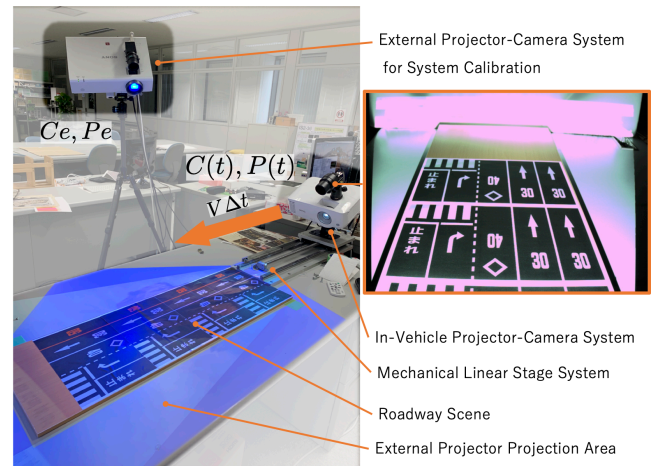 External Projector-Camera System
for System Calibration
Ce, Pe
C(t), P(t)
VΔt
止まれ
40
30
30
止まれ
40
30
30
In-Vehicle Projector-Camera System
Mechanical Linear Stage System
Roadway Scene
External Projector Projection Area